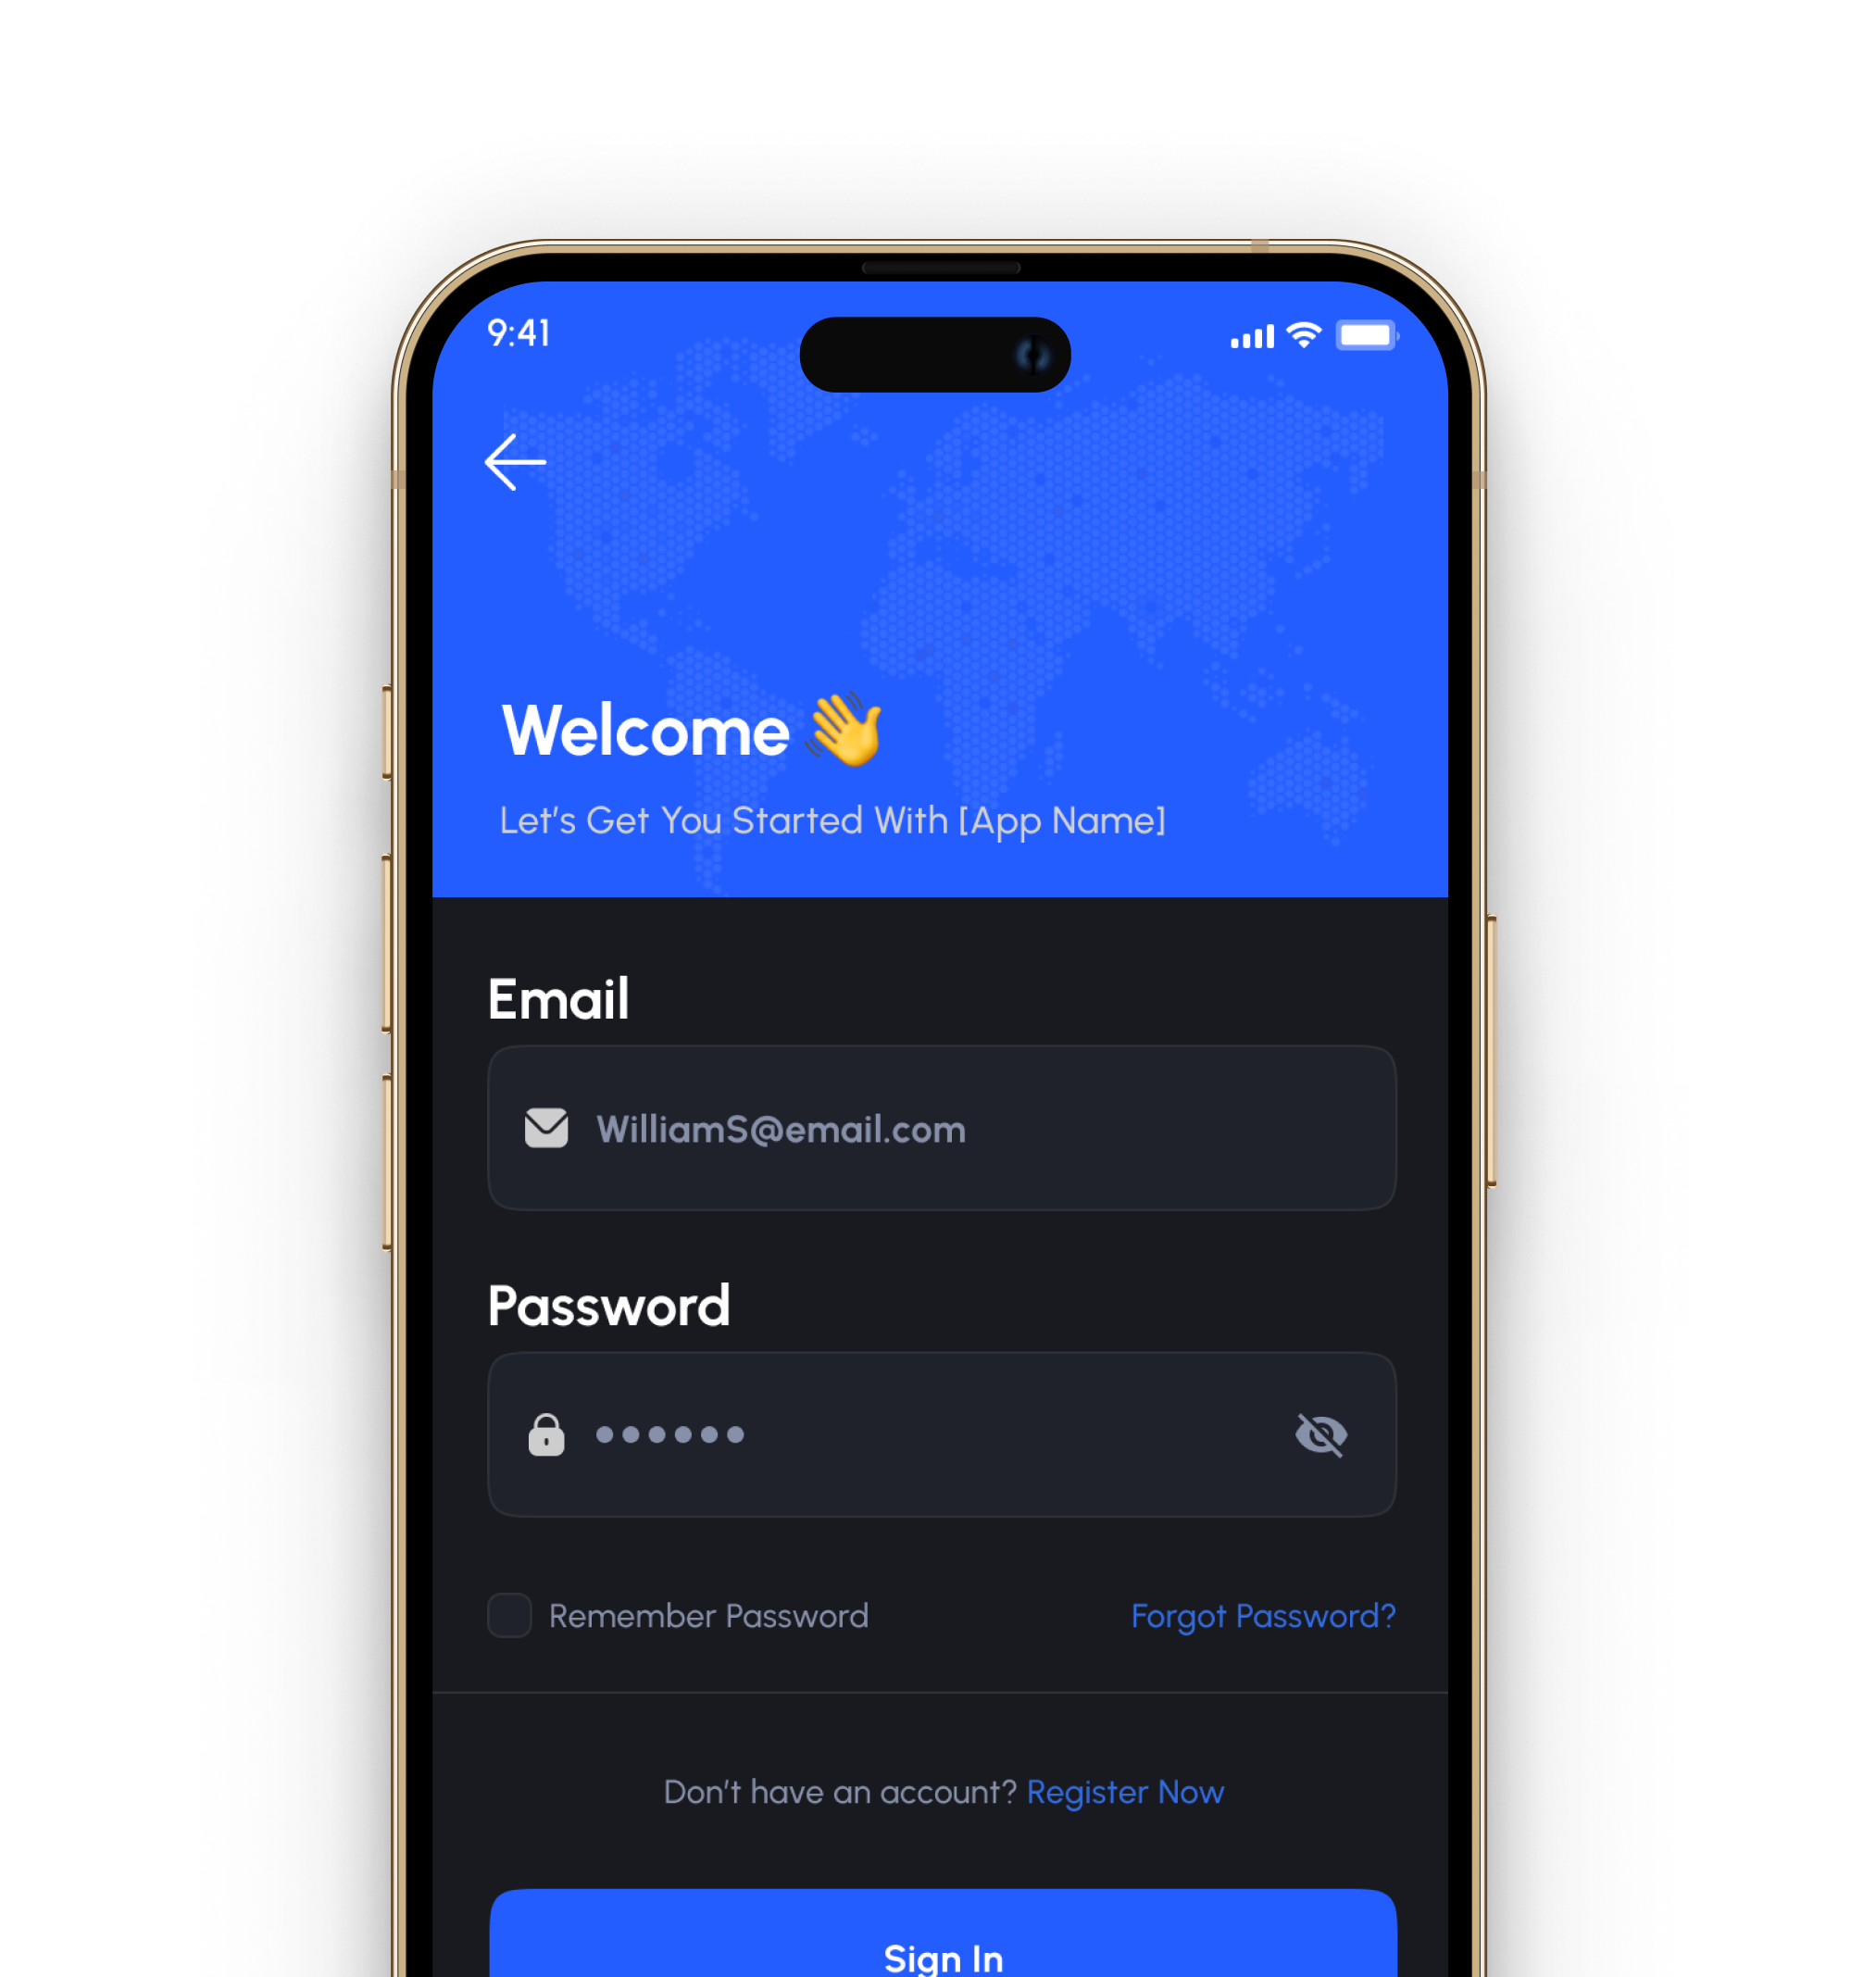 9:41
Welcome 👋
Let's Get You Started With [App Name]
Email
WilliamS@email.com
Password
Remember Password
Forgot Password?
Don't have an account? Register Now
Sign In